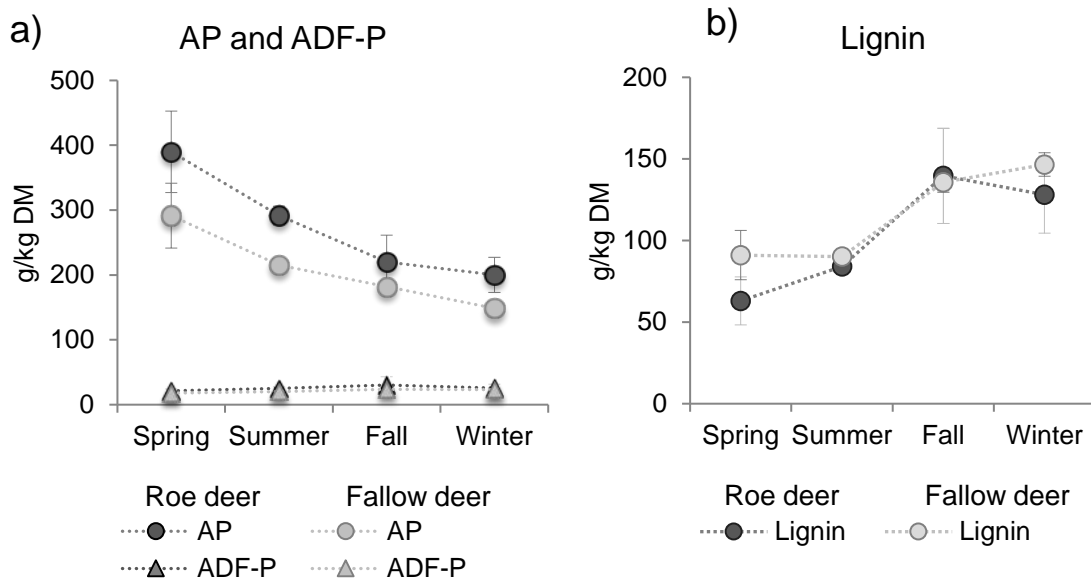 a)
AP and ADF-P
500
400
300
200
100
0
g/kg DM
Spring Summer Fall Winter
Roe deer Fallow deer
AP AP
ADF-P ADF-P
b)
Lignin
200
150
100
50
0
g/kg DM
Spring Summer Fall Winter
Roe deer Fallow deer
Lignin Lignin